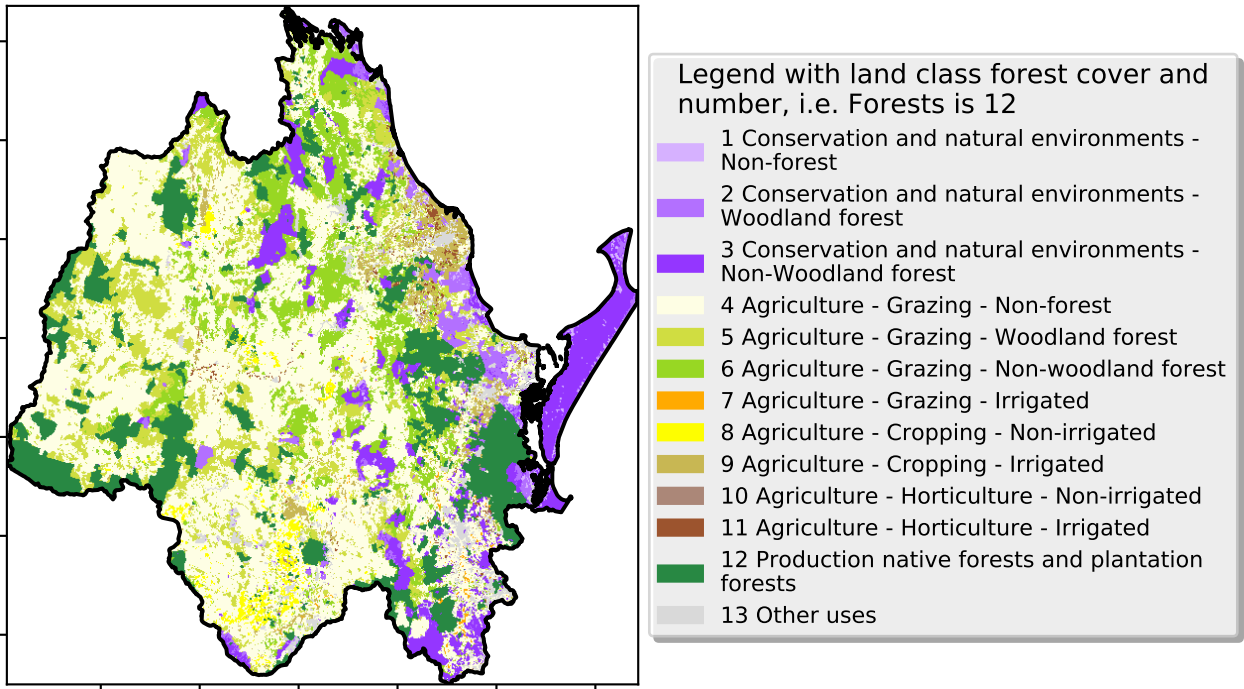 Legend with land class forest cover and
number, i.e. Forests is 12
1 Conservation and natural environments -
Non-forest
2 Conservation and natural environments -
Woodland forest
3 Conservation and natural environments -
Non-Woodland forest
4 Agriculture - Grazing - Non-forest
5 Agriculture - Grazing - Woodland forest
6 Agriculture - Grazing - Non-woodland forest
7 Agriculture - Grazing - Irrigated
8 Agriculture - Cropping - Non-irrigated
9 Agriculture - Cropping - Irrigated
10 Agriculture - Horticulture - Non-irrigated
11 Agriculture - Horticulture - Irrigated
12 Production native forests and plantation
forests
13 Other uses